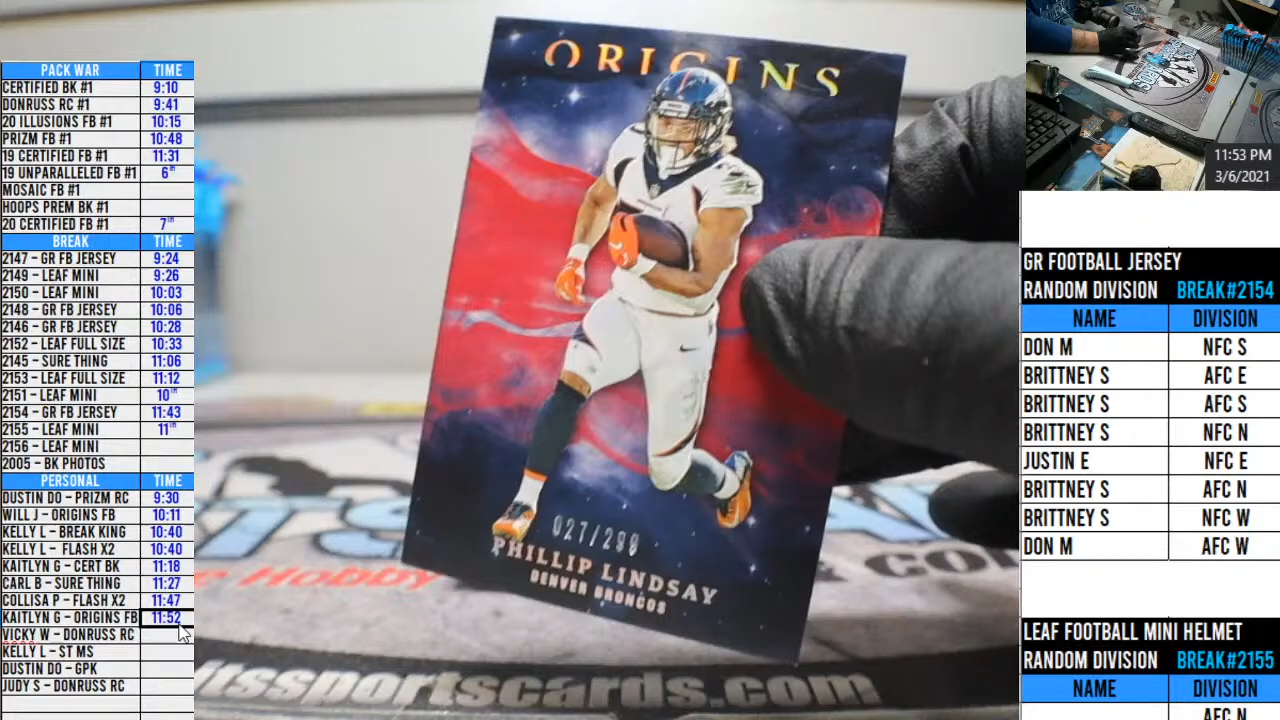 PACK WAR TIME
CERTIFIED BK #1 9:10
DONRUSS RC #1 9:41
20 ILLUSIONS FB #1 10:15
PRIZM FB #1 10:48
19 CERTIFIED FB #1 11:31
19 UNPARALLELED FB #1 6TH
MOSAIC FB #1
HOOPS PREM BK #1
20 CERTIFIED FB #1 7TH
BREAK TIME
2147 - GR FB JERSEY 9:24
2149 - LEAF MINI 9:26
2150 - LEAF MINI 10:03
2148 - GR FB JERSEY 10:06
2146 - GR FB JERSEY 10:28
2152 - LEAF FULL SIZE 10:33
2145 - SURE THING 11:06
2153 - LEAF FULL SIZE 11:12
2151 - LEAF MINI 10TH
2154 - GR FB JERSEY 11:43
2155 - LEAF MINI 11TH
2156 - LEAF MINI
2005 - BK PHOTOS
PERSONAL TIME
DUSTIN DO - PRIZM RC 9:30
WILL J - ORIGINS FB 10:11
KELLY L - BREAK KING 10:40
KELLY L - FLASH X2 10:40
KAITLYN G - CERT BK 11:18
CARL B - SURE THING 11:27
COLLISA P - FLASH X2 11:47
KAITLYN G - ORIGINS FB 11:52
VICKY W - DONRUSS RC
KELLY L - ST MS
DUSTIN DO - GPK
JUDY S - DONRUSS RC
ORIGINS
027/299
PHILLIP LINDSAY
DENVER BRONCOS
Hobby
& CO
itssportscards.com
11:53 PM
3/6/2021
GR FOOTBALL JERSEY
RANDOM DIVISION BREAK#2154
NAME DIVISION
DON M NFC S
BRITTNEY S AFC E
BRITTNEY S AFC S
BRITTNEY S NFC N
JUSTIN E NFC E
BRITTNEY S AFC N
BRITTNEY S NFC W
DON M AFC W
LEAF FOOTBALL MINI HELMET
RANDOM DIVISION BREAK#2155
NAME DIVISION
AFC N